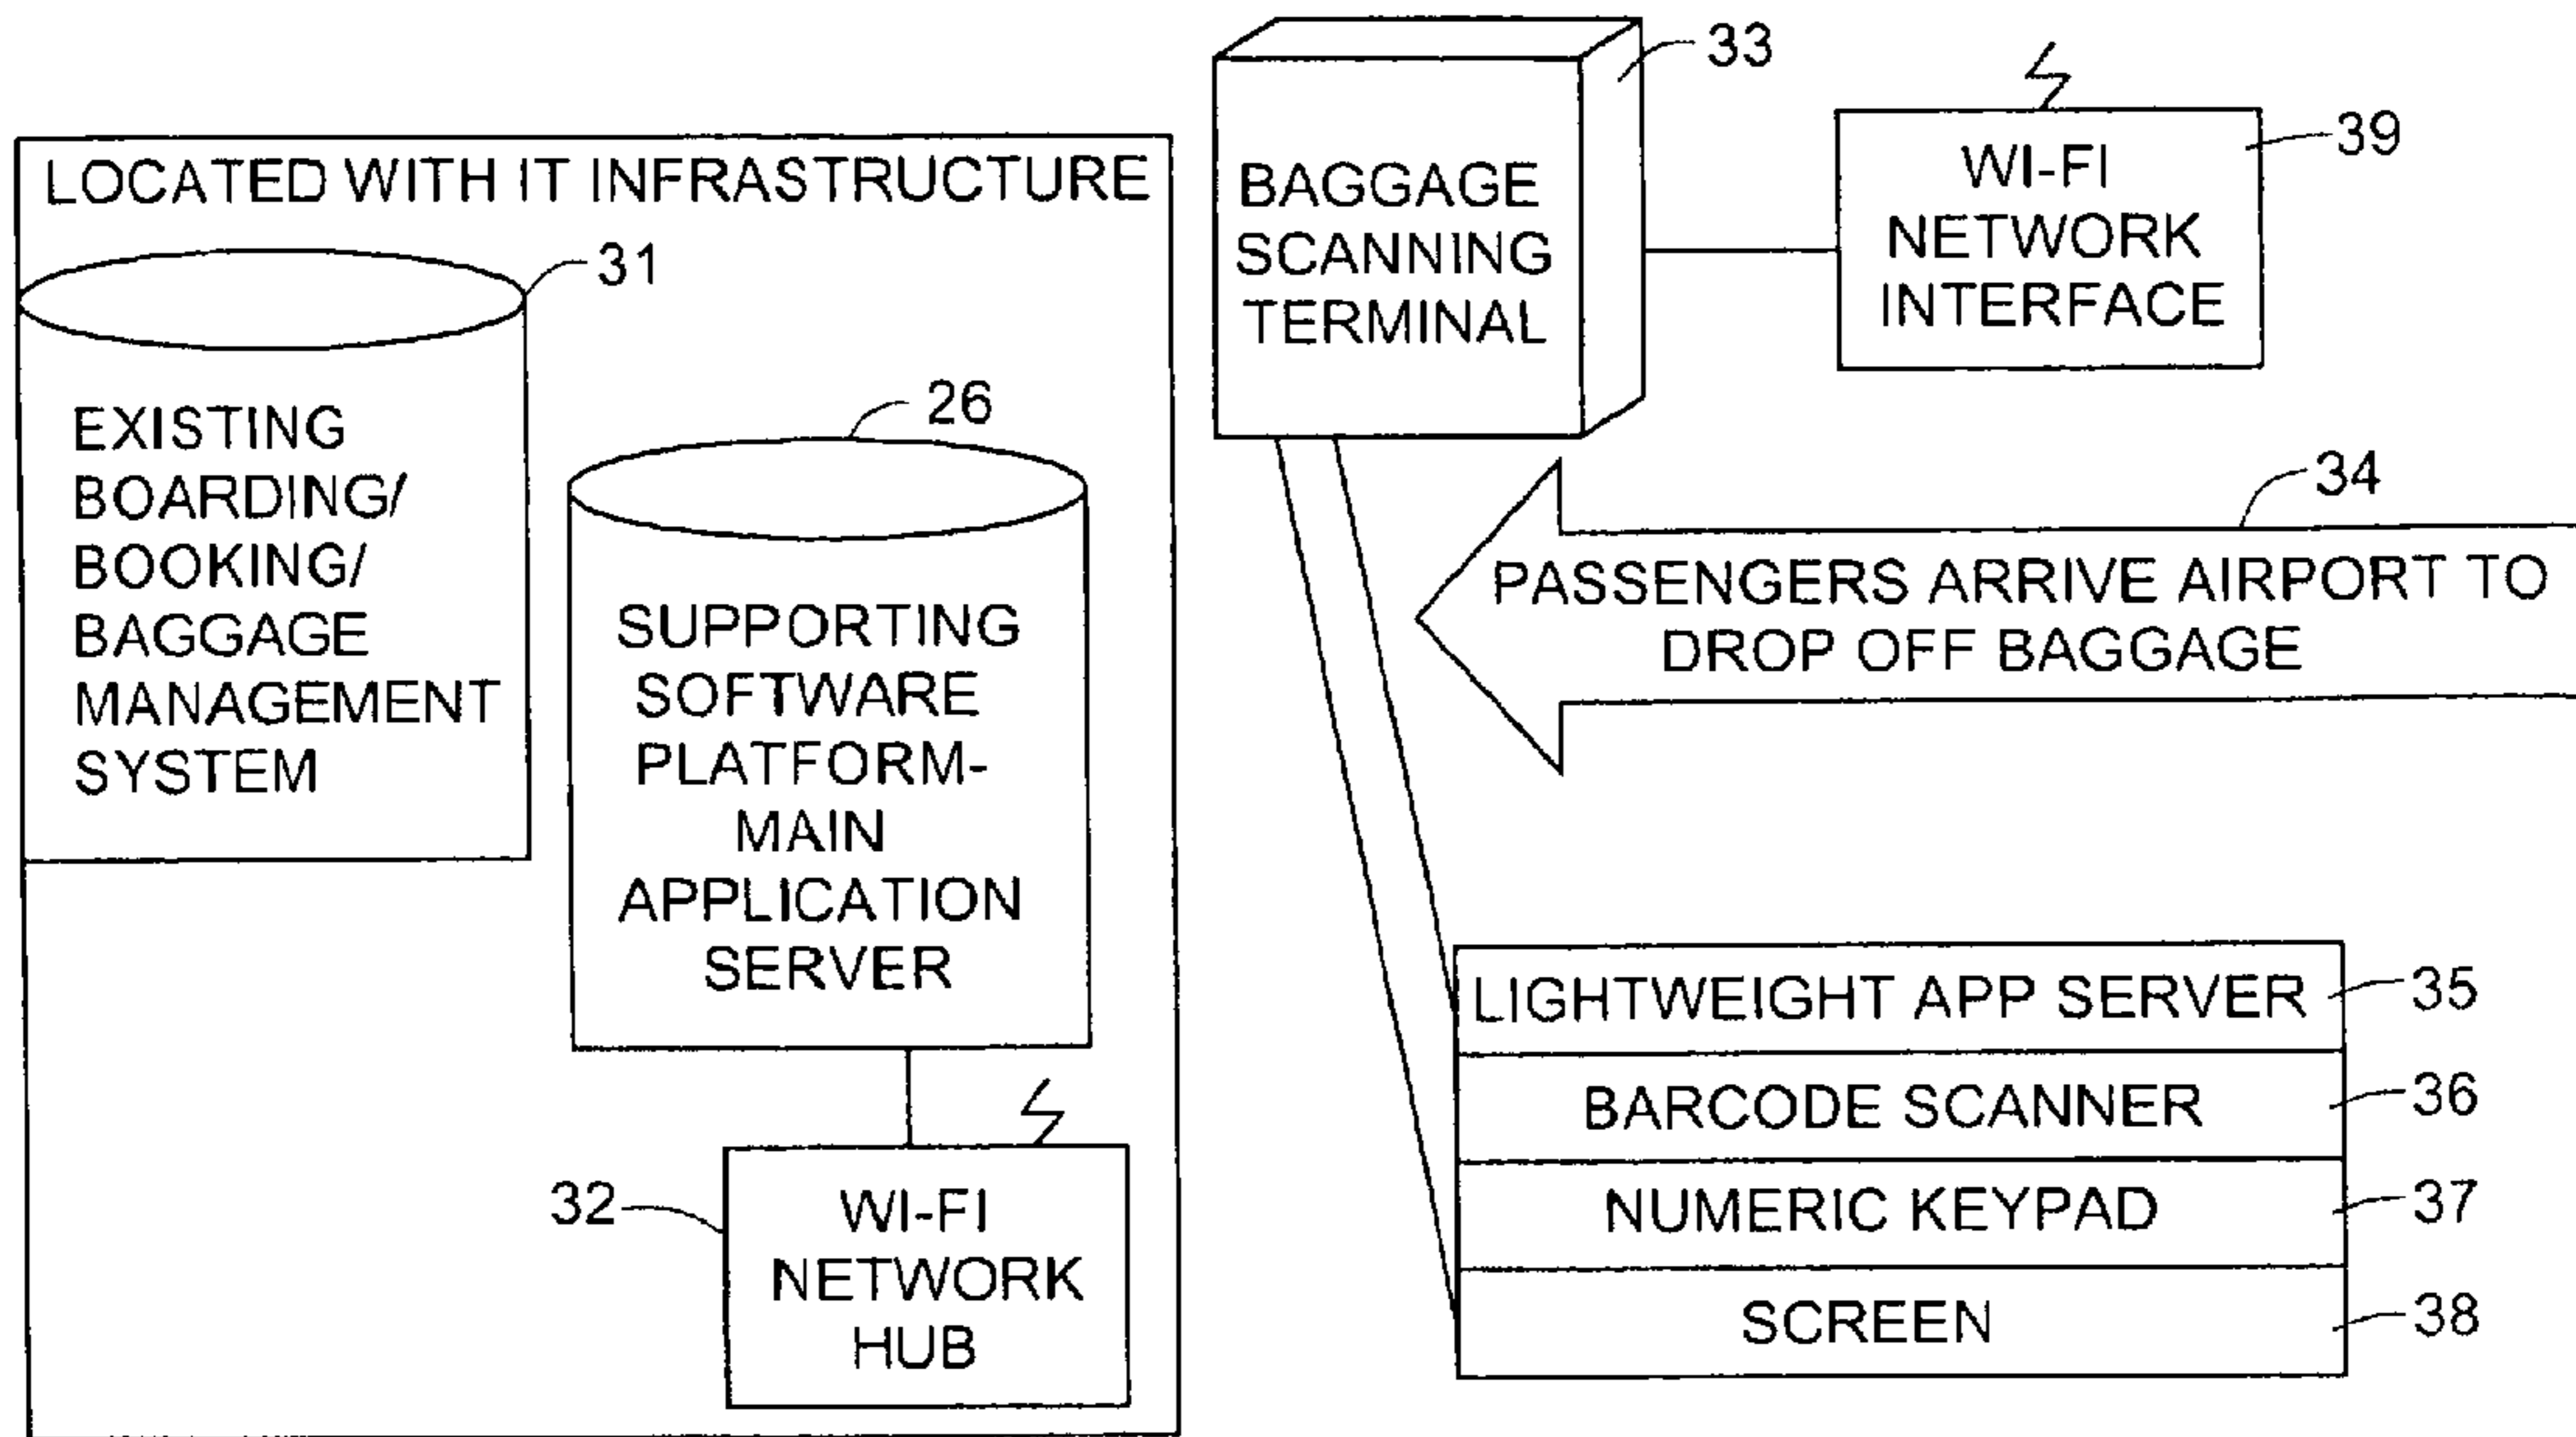 LOCATED WITH IT INFRASTRUCTURE
31
EXISTING
BOARDING/
BOOKING/
BAGGAGE
MANAGEMENT
SYSTEM
26
SUPPORTING
SOFTWARE
PLATFORM-
MAIN
APPLICATION
SERVER
32
WI-FI
NETWORK
HUB
33
BAGGAGE
SCANNING
TERMINAL
39
WI-FI
NETWORK
INTERFACE
34
PASSENGERS ARRIVE AIRPORT TO
DROP OFF BAGGAGE
LIGHTWEIGHT APP SERVER 35
BARCODE SCANNER 36
NUMERIC KEYPAD 37
SCREEN 38